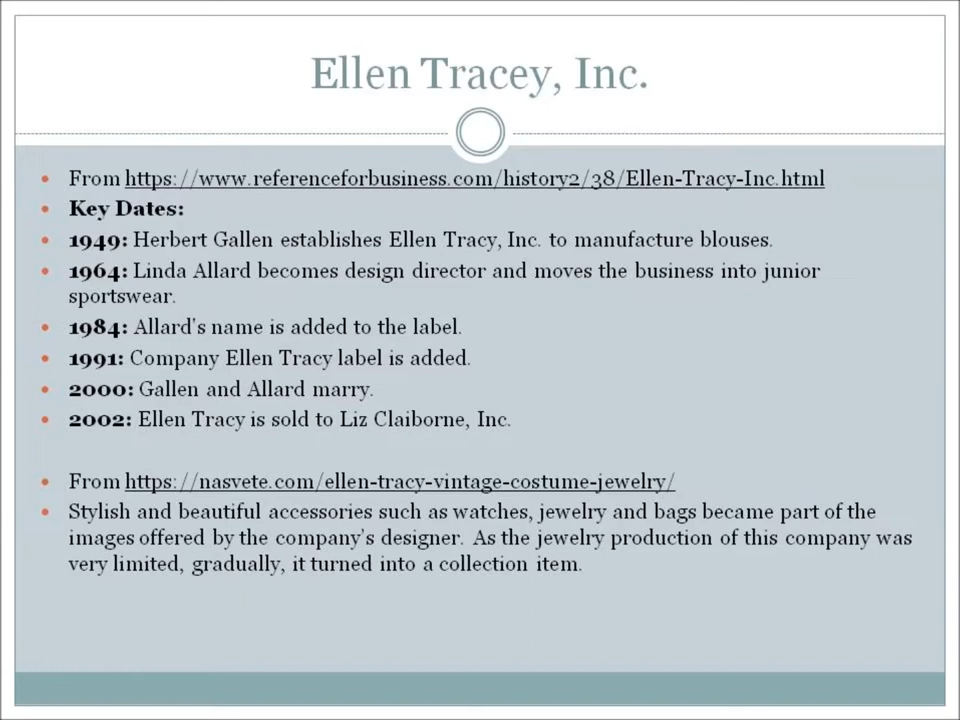 Ellen Tracey, Inc.
From https://www.referenceforbusiness.com/history2/38/Ellen-Tracy-Inc.html
Key Dates:
1949: Herbert Gallen establishes Ellen Tracy, Inc. to manufacture blouses.
1964: Linda Allard becomes design director and moves the business into junior
sportswear.
1984: Allard's name is added to the label.
1991: Company Ellen Tracy label is added.
2000: Gallen and Allard marry.
2002: Ellen Tracy is sold to Liz Claiborne, Inc.
From https://nasvete.com/ellen-tracy-vintage-costume-jewelry/
Stylish and beautiful accessories such as watches, jewelry and bags became part of the
images offered by the company's designer. As the jewelry production of this company was
very limited, gradually, it turned into a collection item.